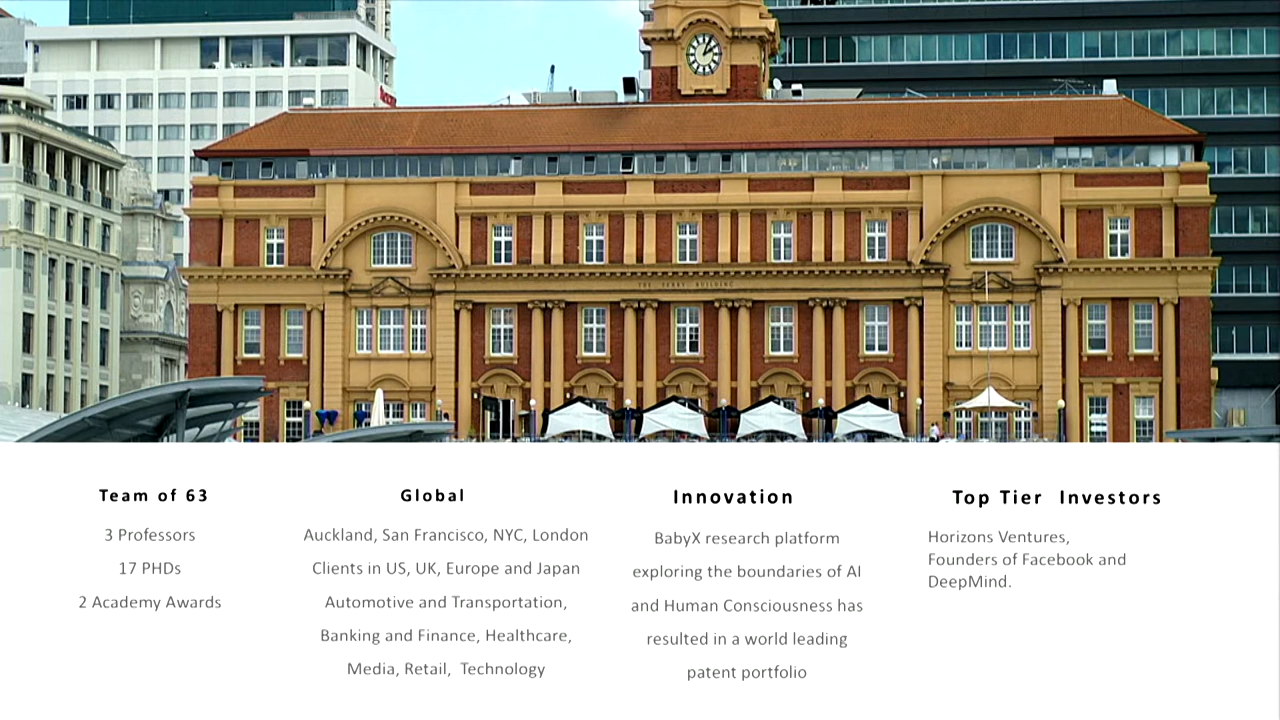 THE FERRY BUILDING
Team of 63
3 Professors
17 PHDs
2 Academy Awards
Global
Auckland, San Francisco, NYC, London
Clients in US, UK, Europe and Japan
Automotive and Transportation,
Banking and Finance, Healthcare,
Media, Retail, Technology
Innovation
BabyX research platform
exploring the boundaries of AI
and Human Consciousness has
resulted in a world leading
patent portfolio
Top Tier Investors
Horizons Ventures,
Founders of Facebook and
DeepMind.